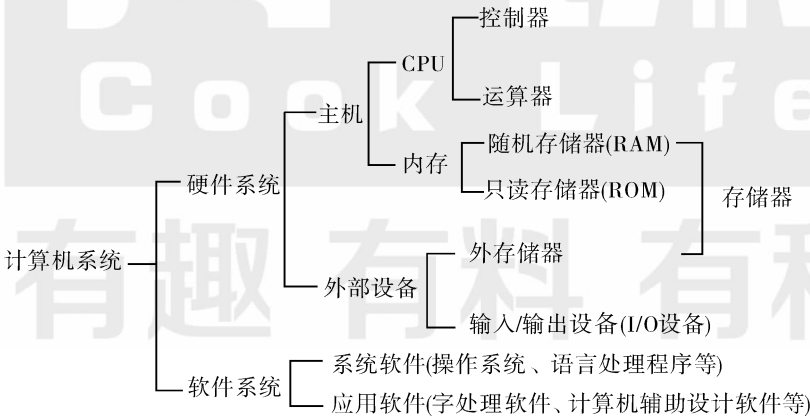 控制器
CPU
运算器
主机
随机存储器(RAM)
内存
只读存储器(ROM)
存储器
硬件系统
外存储器
计算机系统
外部设备
输入/输出设备(I/O设备)
系统软件(操作系统、语言处理程序等)
软件系统
应用软件(字处理软件、计算机辅助设计软件等)
Cook Life
有趣 有料 有